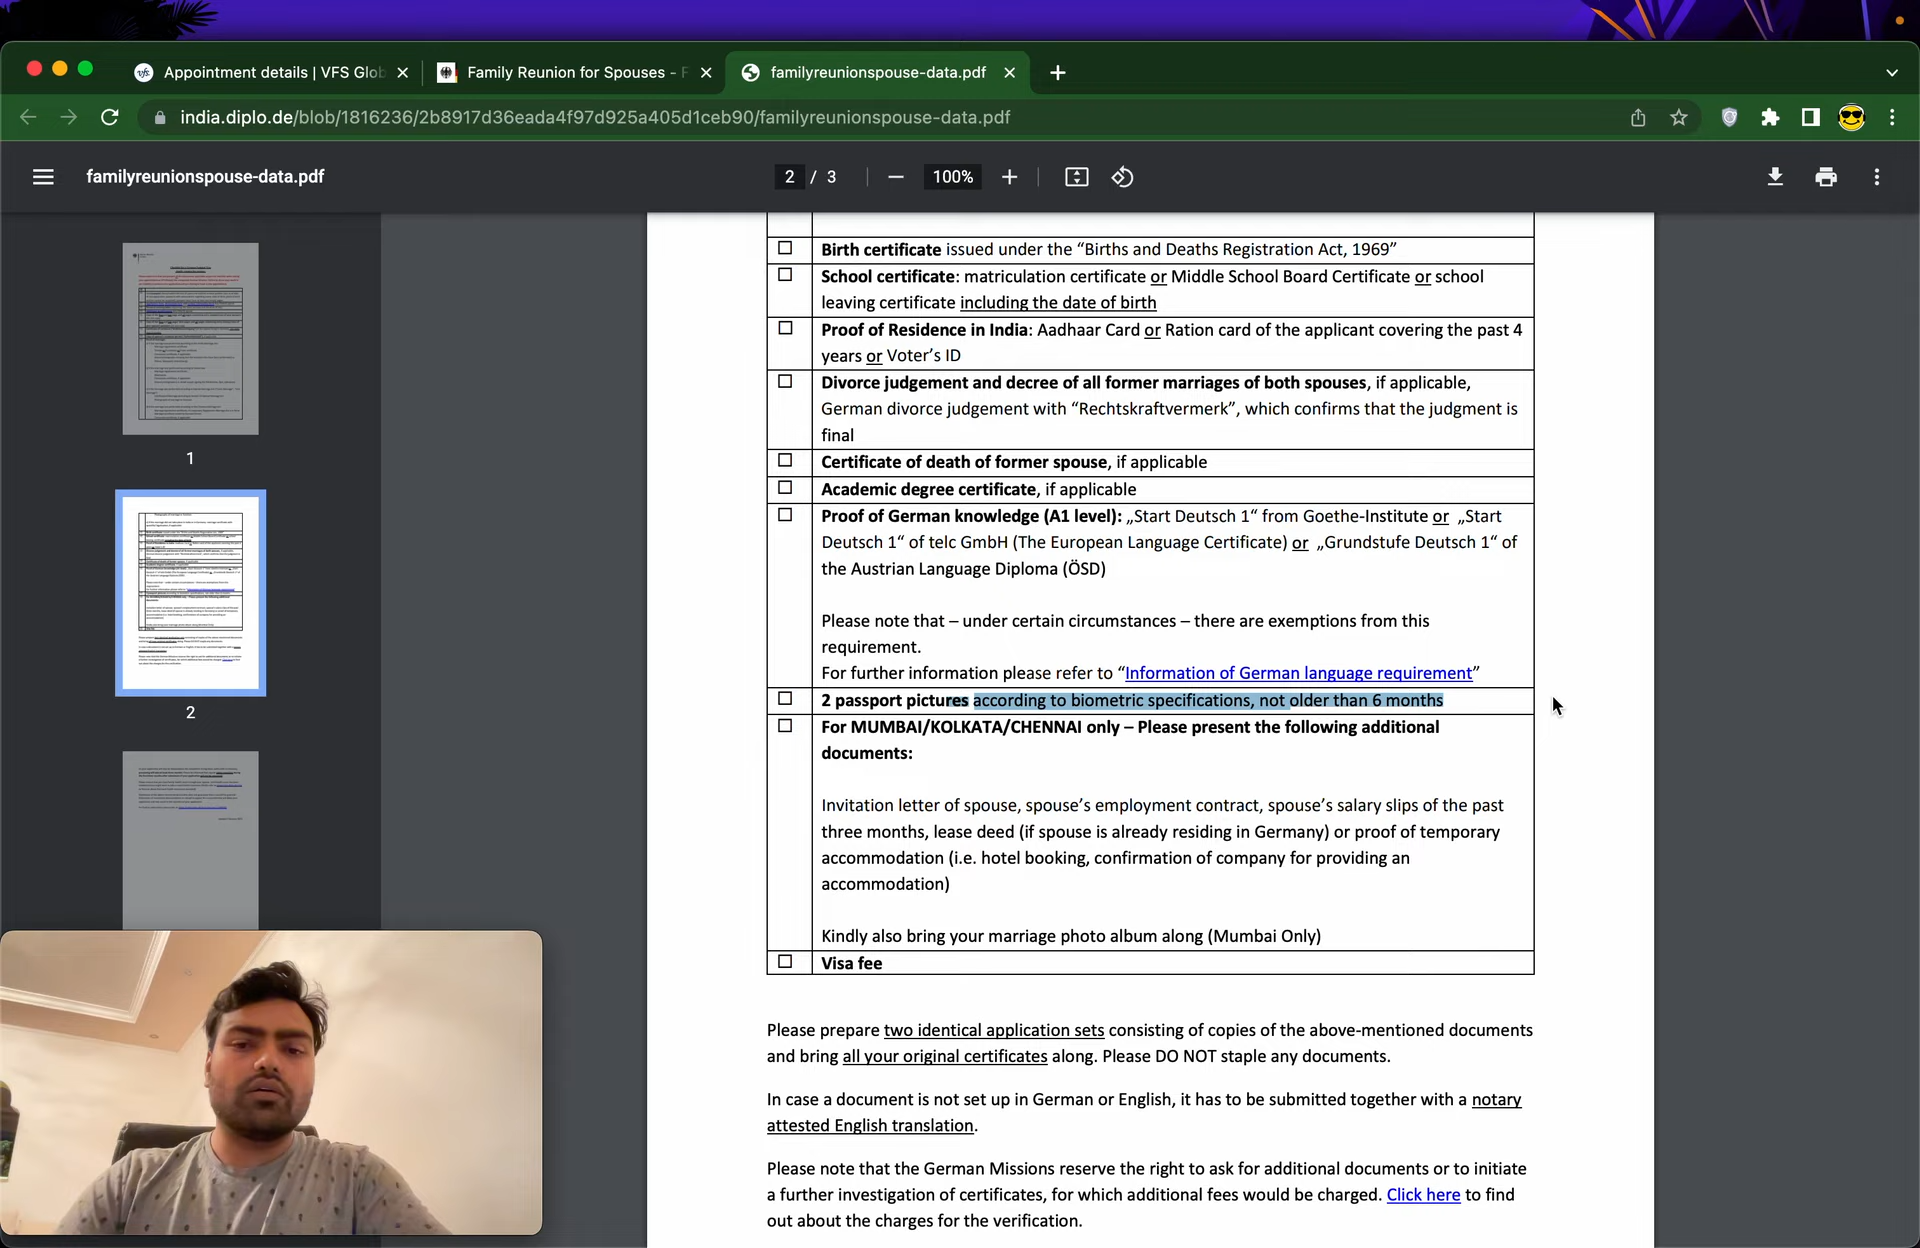 Appointment details | VFS Glob
Family Reunion for Spouses - F
familyreunionspouse-data.pdf
india.diplo.de/blob/1816236/2b8917d36eada4f97d925a405d1ceb90/familyreunionspouse-data.pdf
familyreunionspouse-data.pdf
2 / 3
100%
1
2
Birth certificate issued under the “Births and Deaths Registration Act, 1969”
School certificate: matriculation certificate or Middle School Board Certificate or school
leaving certificate including the date of birth
Proof of Residence in India: Aadhaar Card or Ration card of the applicant covering the past 4
years or Voter’s ID
Divorce judgement and decree of all former marriages of both spouses, if applicable,
German divorce judgement with “Rechtskraftvermerk”, which confirms that the judgment is
final
Certificate of death of former spouse, if applicable
Academic degree certificate, if applicable
Proof of German knowledge (A1 level): „Start Deutsch 1“ from Goethe-Institute or „Start
Deutsch 1“ of telc GmbH (The European Language Certificate) or „Grundstufe Deutsch 1“ of
the Austrian Language Diploma (ÖSD)
Please note that – under certain circumstances – there are exemptions from this
requirement.
For further information please refer to “Information of German language requirement”
2 passport pictures according to biometric specifications, not older than 6 months
For MUMBAI/KOLKATA/CHENNAI only – Please present the following additional
documents:
Invitation letter of spouse, spouse’s employment contract, spouse’s salary slips of the past
three months, lease deed (if spouse is already residing in Germany) or proof of temporary
accommodation (i.e. hotel booking, confirmation of company for providing an
accommodation)
Kindly also bring your marriage photo album along (Mumbai Only)
Visa fee
Please prepare two identical application sets consisting of copies of the above-mentioned documents
and bring all your original certificates along. Please DO NOT staple any documents.
In case a document is not set up in German or English, it has to be submitted together with a notary
attested English translation.
Please note that the German Missions reserve the right to ask for additional documents or to initiate
a further investigation of certificates, for which additional fees would be charged. Click here to find
out about the charges for the verification.